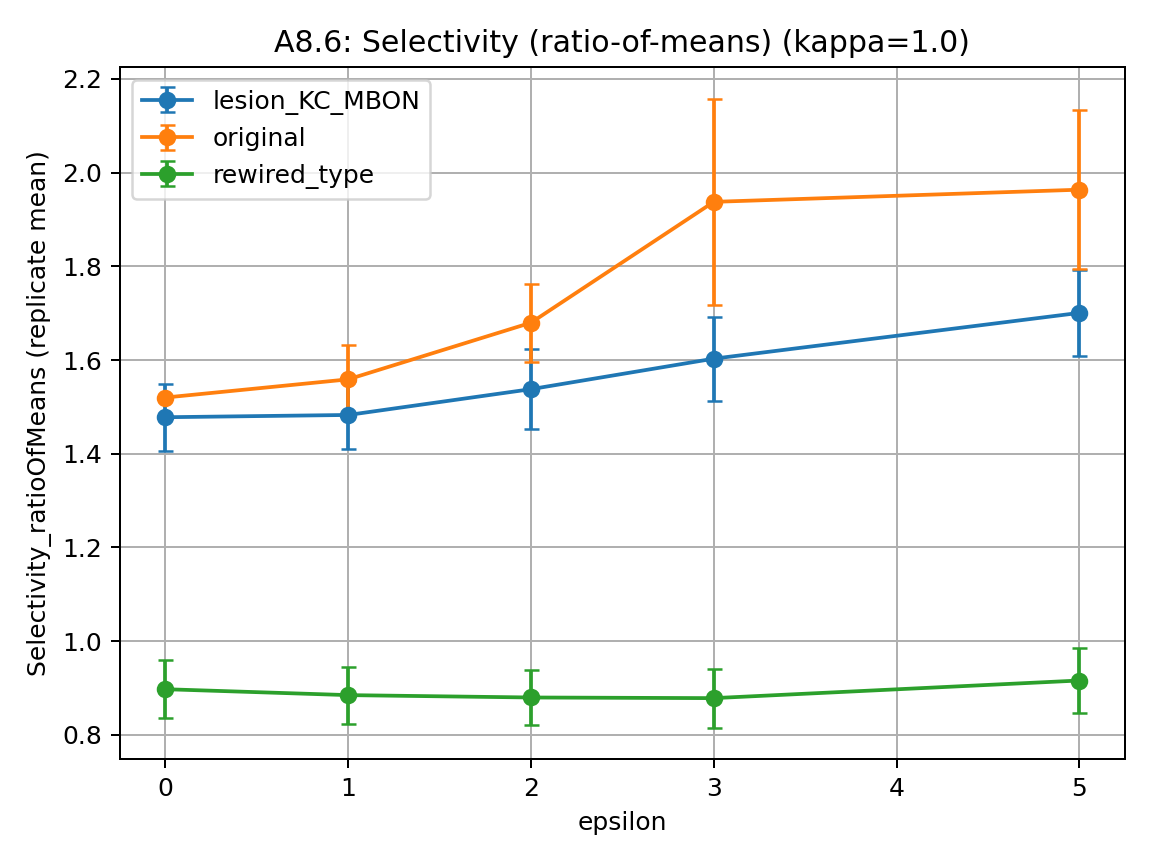 A8.6: Selectivity (ratio-of-means) (kappa=1.0)
lesion_KC_MBON
original
rewired_type
Selectivity_ratioOfMeans (replicate mean)
2.2
2.0
1.8
1.6
1.4
1.2
1.0
0.8
0 1 2 3 4 5
epsilon